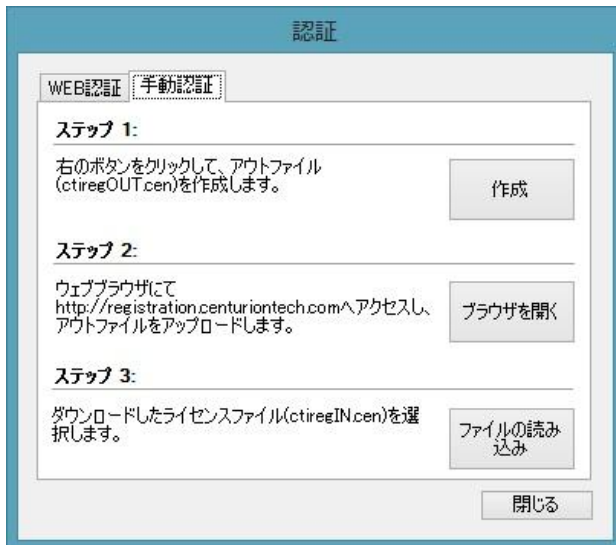 認証
WEB認証 手動認証
ステップ 1:
右のボタンをクリックして、アウトファイル
(ctiregOUT.cen)を作成します。
作成
ステップ 2:
ウェブブラウザにて
http://registration.centuriontech.comへアクセスし、
アウトファイルをアップロードします。
ブラウザを開く
ステップ 3:
ダウンロードしたライセンスファイル(ctiregIN.cen)を選
択します。
ファイルの読み
込み
閉じる